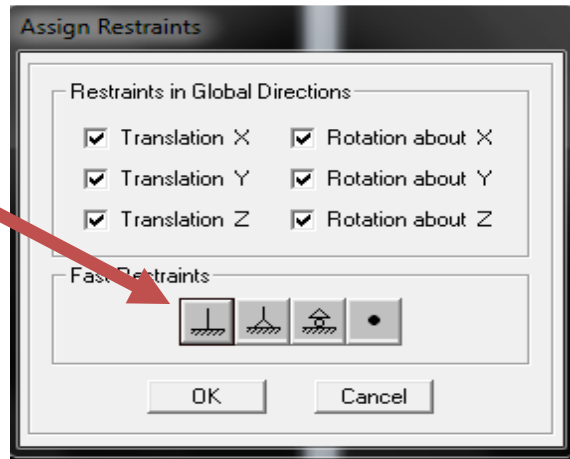 Assign Restraints
Restraints in Global Directions
Translation X Rotation about X
Translation Y Rotation about Y
Translation Z Rotation about Z
Fast Restraints
OK Cancel